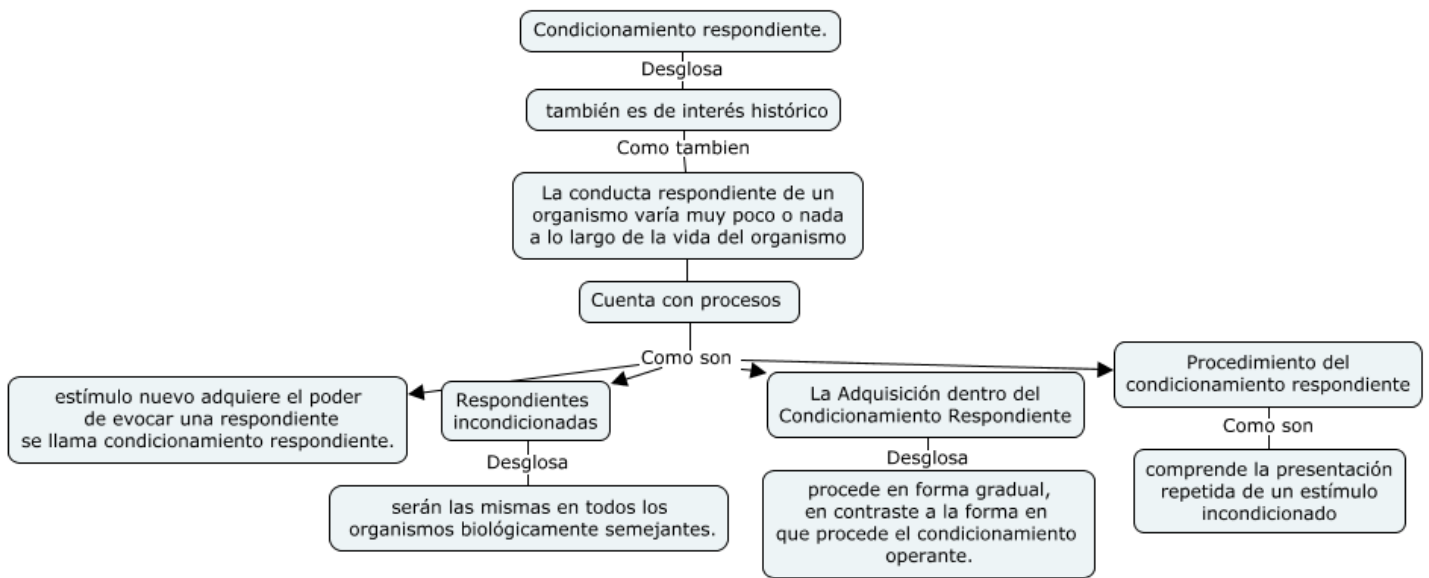 Condicionamiento respondiente.
Desglosa
también es de interés histórico
Como tambien
La conducta respondiente de un
organismo varía muy poco o nada
a lo largo de la vida del organismo
Cuenta con procesos
Como son
estímulo nuevo adquiere el poder
de evocar una respondiente
se llama condicionamiento respondiente.
Respondientes
incondicionadas
Desglosa
serán las mismas en todos los
organismos biológicamente semejantes.
La Adquisición dentro del
Condicionamiento Respondiente
Desglosa
procede en forma gradual,
en contraste a la forma en
que procede el condicionamiento
operante.
Procedimiento del
condicionamiento respondiente
Como son
comprende la presentación
repetida de un estímulo
incondicionado